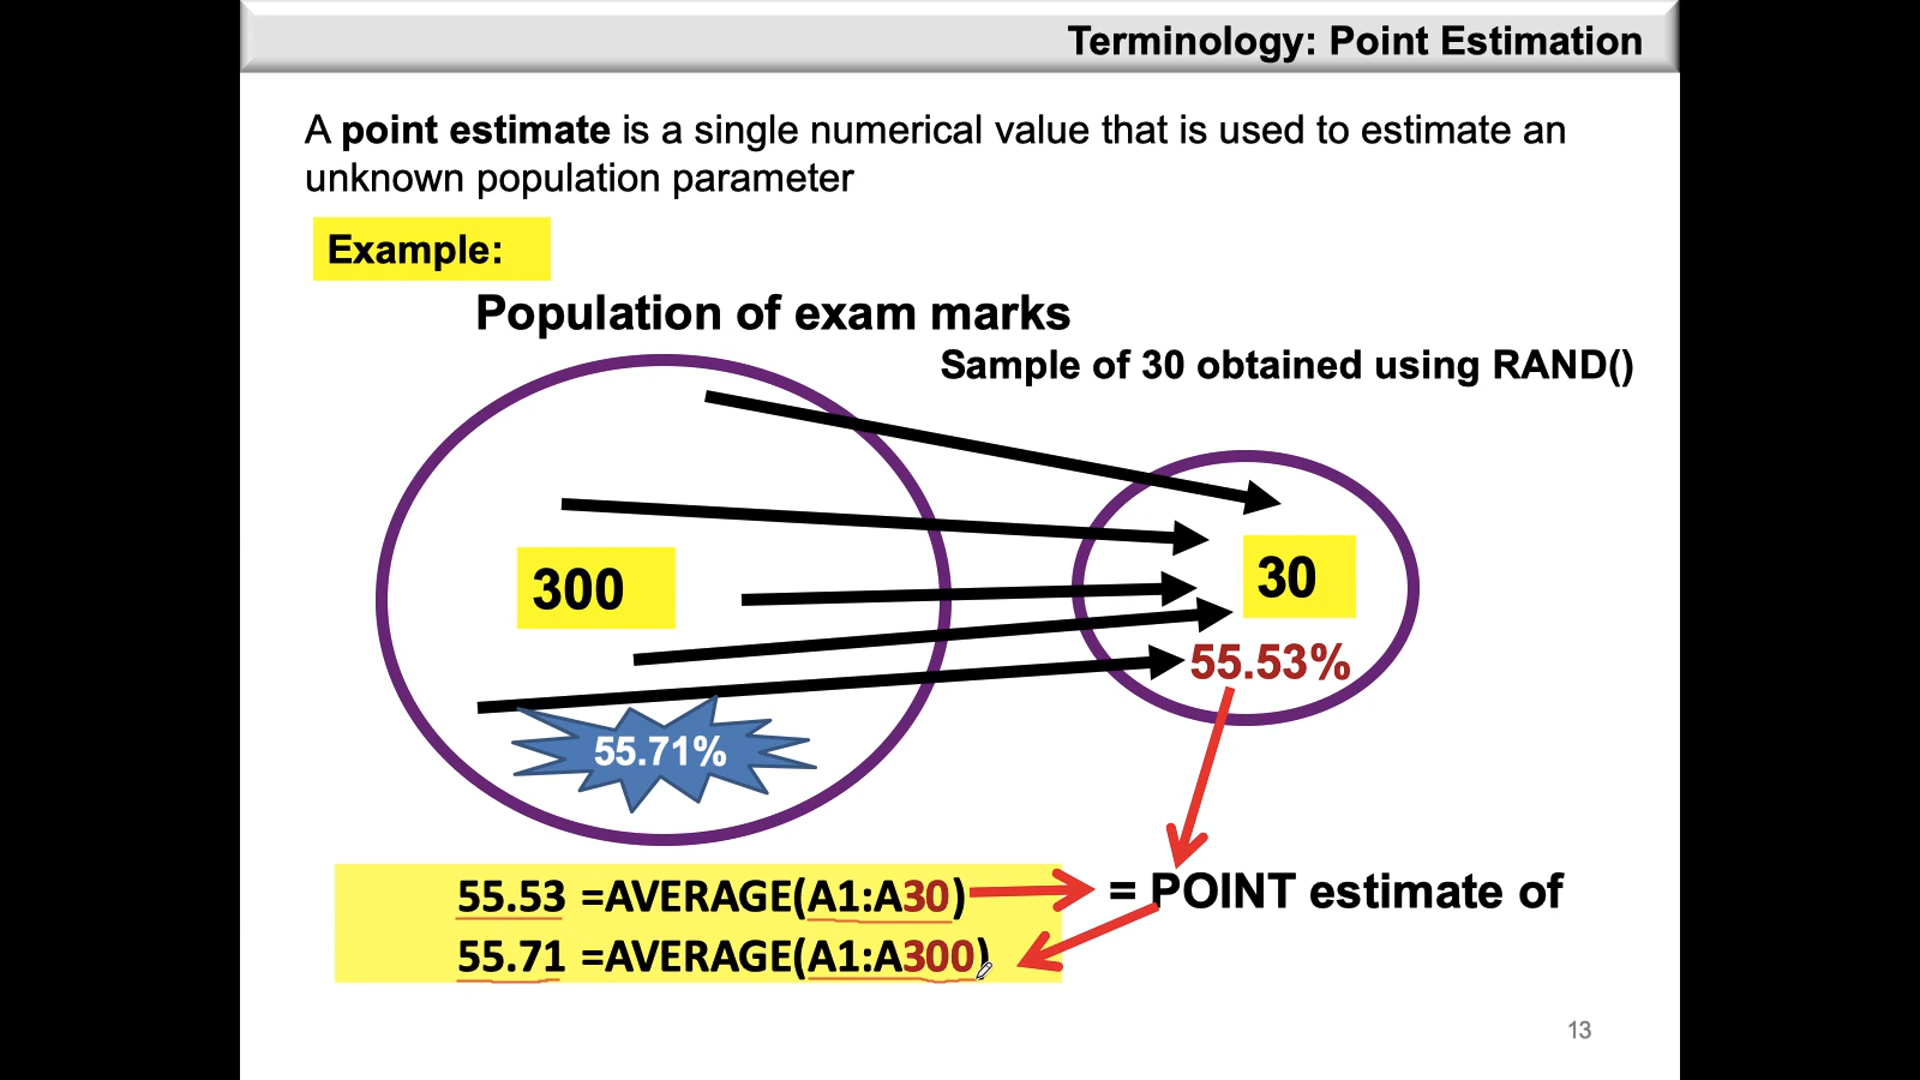 Terminology: Point Estimation
A point estimate is a single numerical value that is used to estimate an
unknown population parameter
Example:
Population of exam marks
Sample of 30 obtained using RAND()
300
30
55.53%
55.71%
55.53 =AVERAGE(A1:A30) = POINT estimate of
55.71 =AVERAGE(A1:A300)
13